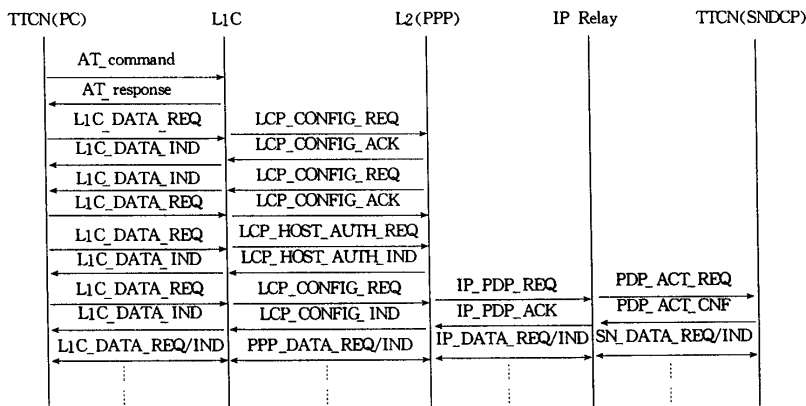 TTCN(PC) L1C L2(PPP) IP Relay TTCN(SNDCP)
AT_command
AT_response
L1C_DATA_REQ LCP_CONFIG_REQ
L1C_DATA_IND LCP_CONFIG_ACK
L1C_DATA_IND LCP_CONFIG_REQ
L1C_DATA_REQ LCP_CONFIG_ACK
L1C_DATA_REQ LCP_HOST_AUTH_REQ
L1C_DATA_IND LCP_HOST_AUTH_IND
L1C_DATA_REQ LCP_CONFIG_REQ IP_PDP_REQ PDP_ACT_REQ
L1C_DATA_IND LCP_CONFIG_IND IP_PDP_ACK PDP_ACT_CNF
L1C_DATA_REQ/IND PPP_DATA_REQ/IND IP_DATA_REQ/IND SN_DATA_REQ/IND